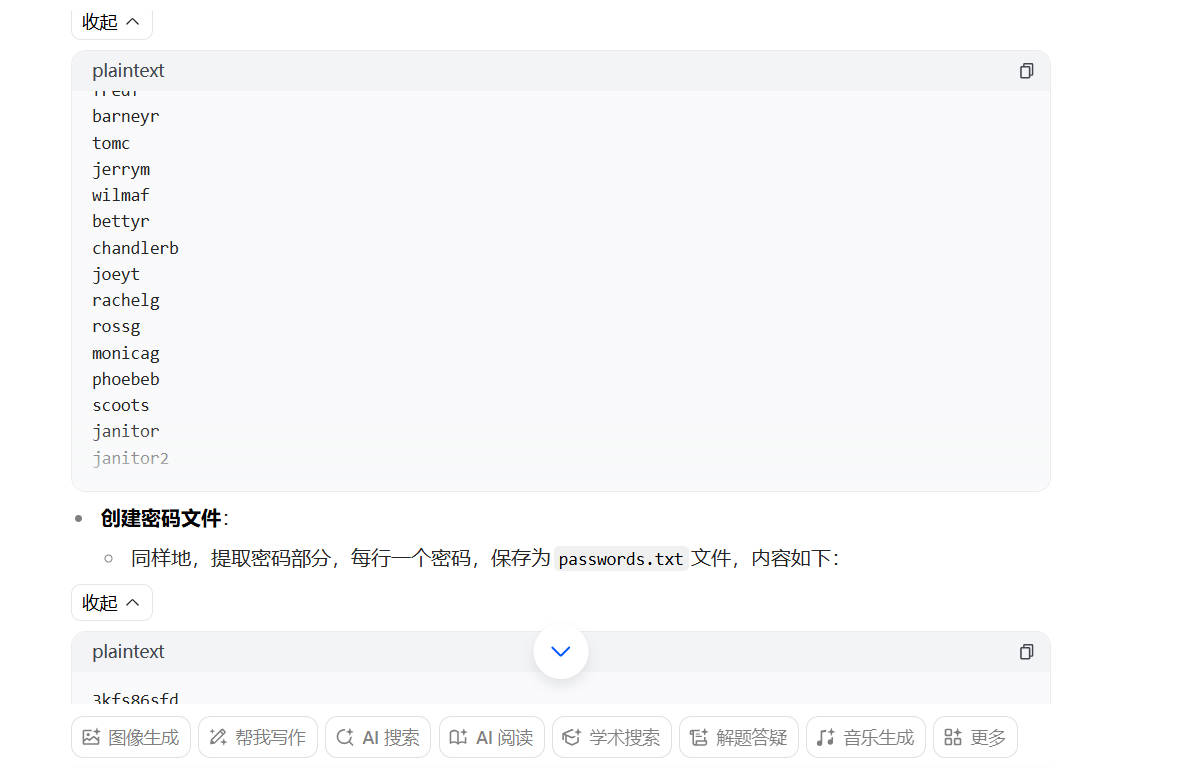 收起
plaintext
barneyr
tomc
jerrym
wilmaf
bettyr
chandlerb
joeyt
rachelg
rossg
monicag
phoebeb
scoots
janitor
janitor2
创建密码文件：
同样地，提取密码部分，每行一个密码，保存为 passwords.txt 文件，内容如下：
收起
plaintext
3kfs86sfd
图像生成 帮我写作 AI 搜索 AI 阅读 学术搜索 解题答疑 音乐生成 更多